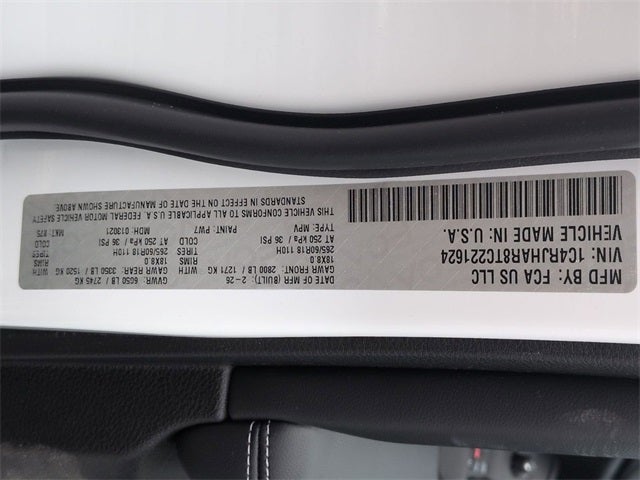 MFD BY: FCA US LLC
VIN: 1C4RJHAR8TC221624
VEHICLE MADE IN: U.S.A.
DATE OF MFR (BUILT): 2-26 GVWR: 6050 LB | 2745 KG
GAWR FRONT: 2800 LB | 1271 KG GAWR REAR: 3350 LB | 1520 KG
18X8.0 RIMS 18X8.0 RIMS
265/60R18 110H TIRES 265/60R18 110H TIRES
AT 250 kPa / 36 PSI COLD AT 250 kPa / 36 PSI COLD
TYPE: MPV PAINT: PW7 MDH: 013021 MKT: 875
THIS VEHICLE CONFORMS TO ALL APPLICABLE U.S.A. FEDERAL MOTOR VEHICLE SAFETY
STANDARDS IN EFFECT ON THE DATE OF MANUFACTURE SHOWN ABOVE